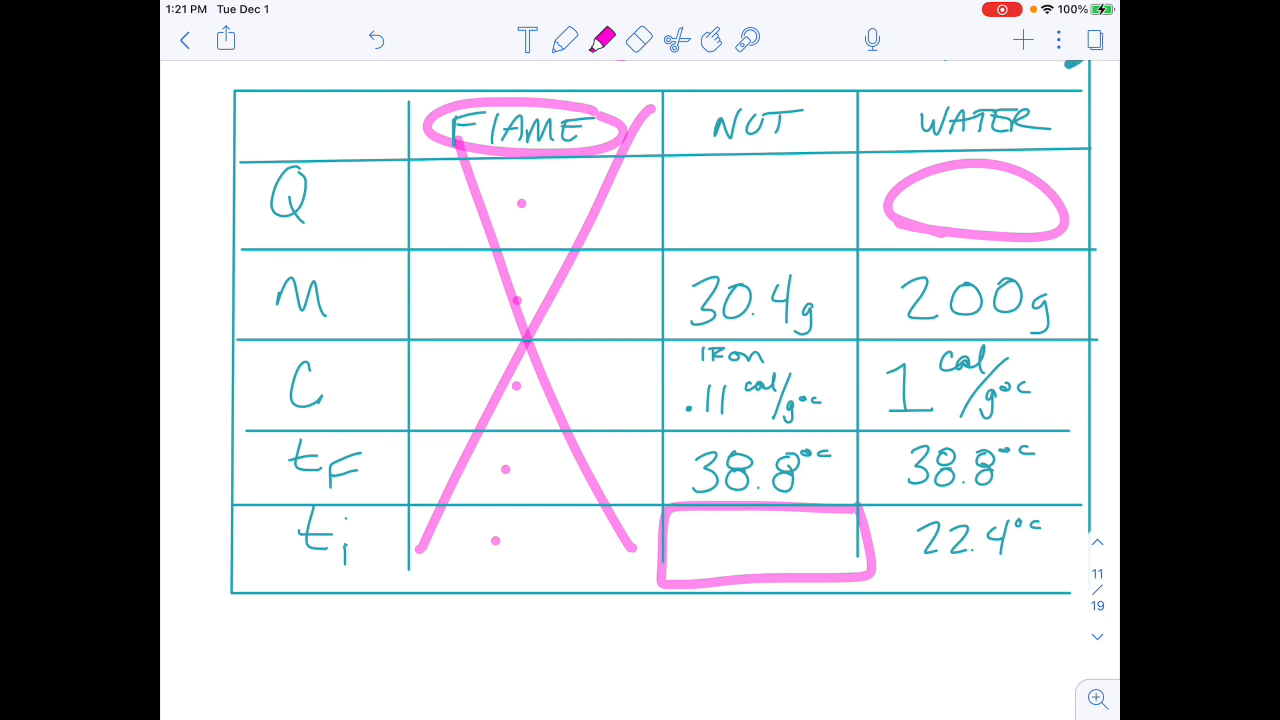 1:21 PM Tue Dec 1
100%
T
FlAME NUT WATER
Q
M 30.4g 200g
C IRon .11 cal/g°C 1 cal/g°C
tF 38.8°C 38.8°C
ti 22.4°C
11
/
19